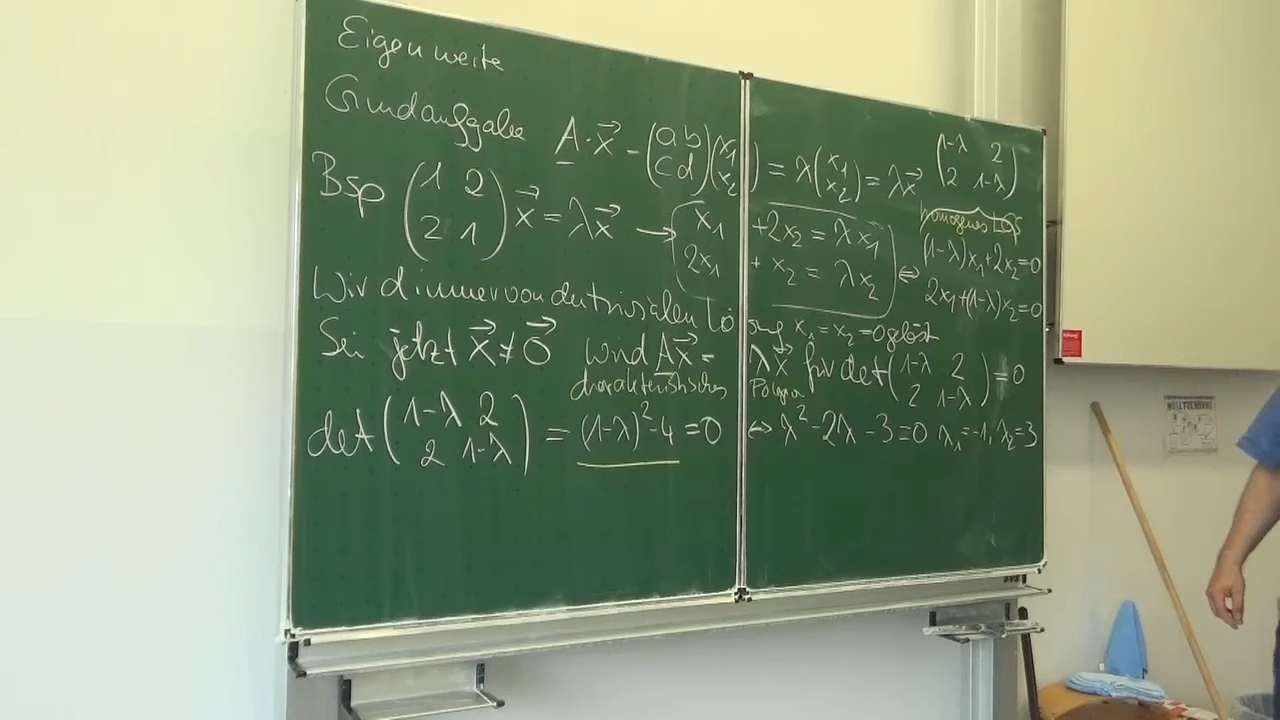 Eigenwerte
Grundaufgabe A · x⃗ = (a b; c d)(x₁; x₂) = λ(x₁; x₂) = λx⃗ (1-λ 2; 2 1-λ)
homogenes LGS
Bsp (1 2; 2 1) x⃗ = λx⃗ → x₁ + 2x₂ = λx₁ ⇔ (1-λ)x₁ + 2x₂ = 0
2x₁ + x₂ = λx₂ 2x₁ + (1-λ)x₂ = 0
Wird immer von der trivialen Lösung x₁ = x₂ = 0 gelöst
Sei jetzt x⃗ ≠ 0⃗ wird Ax⃗ = λx⃗ für det(1-λ 2; 2 1-λ) = 0
charakteristisches Polynom
det(1-λ 2; 2 1-λ) = (1-λ)² - 4 = 0 ⇔ λ² - 2λ - 3 = 0 λ₁ = -1, λ₂ = 3